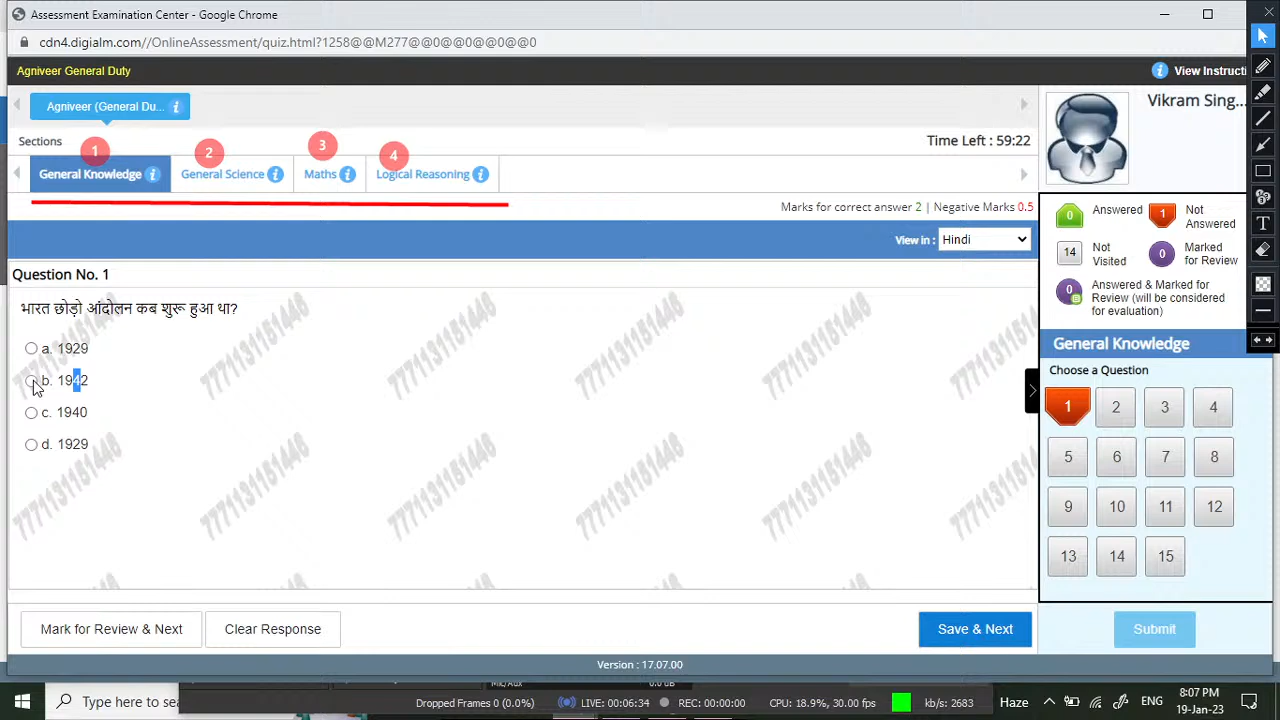 Assessment Examination Center - Google Chrome
cdn4.digialm.com//OnlineAssessment/quiz.html?1258@@M277@@0@@0@@0@@0
Agniveer General Duty
View Instructi
Agniveer (General Du... i
Vikram Sing...
Sections
Time Left : 59:22
1 2 3 4
General Knowledge i General Science i Maths i Logical Reasoning i
Marks for correct answer 2 | Negative Marks 0.5
0 Answered 1 Not Answered
View in : Hindi
14 Not Visited 0 Marked for Review
Question No. 1
0 Answered & Marked for Review (will be considered for evaluation)
भारत छोड़ो आंदोलन कब शुरू हुआ था?
a. 1929
b. 1942
c. 1940
d. 1929
General Knowledge
Choose a Question
1 2 3 4
5 6 7 8
9 10 11 12
13 14 15
Mark for Review & Next Clear Response Save & Next Submit
Version : 17.07.00
Type here to sea
Mic/Aux 0.0 dB
Dropped Frames 0 (0.0%) LIVE: 00:06:34 REC: 00:00:00 CPU: 18.9%, 30.00 fps kb/s: 2683
Haze ENG 8:07 PM
19-Jan-23